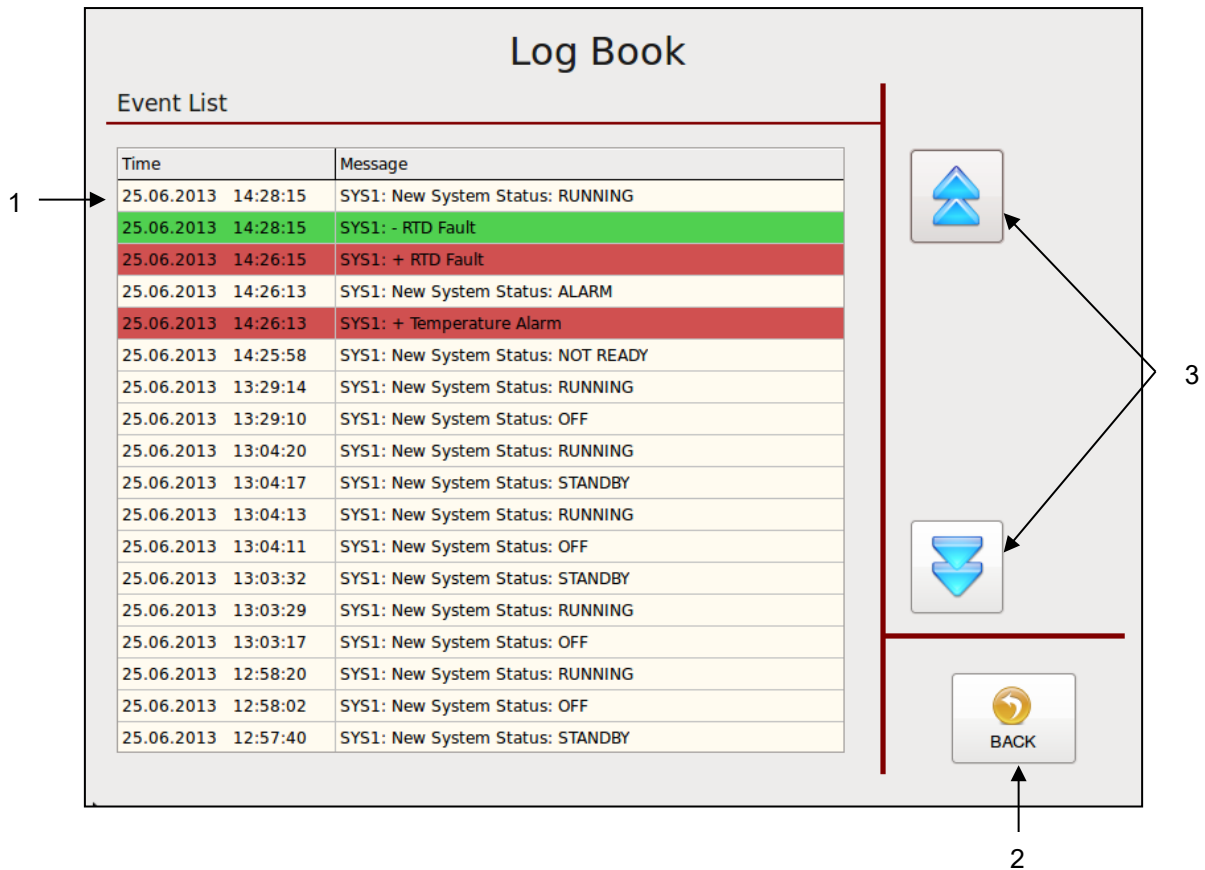 Log Book
Event List
Time Message
1
25.06.2013 14:28:15 SYS1: New System Status: RUNNING
25.06.2013 14:28:15 SYS1: - RTD Fault
25.06.2013 14:26:15 SYS1: + RTD Fault
25.06.2013 14:26:13 SYS1: New System Status: ALARM
25.06.2013 14:26:13 SYS1: + Temperature Alarm
25.06.2013 14:25:58 SYS1: New System Status: NOT READY
25.06.2013 13:29:14 SYS1: New System Status: RUNNING
25.06.2013 13:29:10 SYS1: New System Status: OFF
25.06.2013 13:04:20 SYS1: New System Status: RUNNING
25.06.2013 13:04:17 SYS1: New System Status: STANDBY
25.06.2013 13:04:13 SYS1: New System Status: RUNNING
25.06.2013 13:04:11 SYS1: New System Status: OFF
25.06.2013 13:03:32 SYS1: New System Status: STANDBY
25.06.2013 13:03:29 SYS1: New System Status: RUNNING
25.06.2013 13:03:17 SYS1: New System Status: OFF
25.06.2013 12:58:20 SYS1: New System Status: RUNNING
25.06.2013 12:58:02 SYS1: New System Status: OFF
25.06.2013 12:57:40 SYS1: New System Status: STANDBY
3
BACK
2